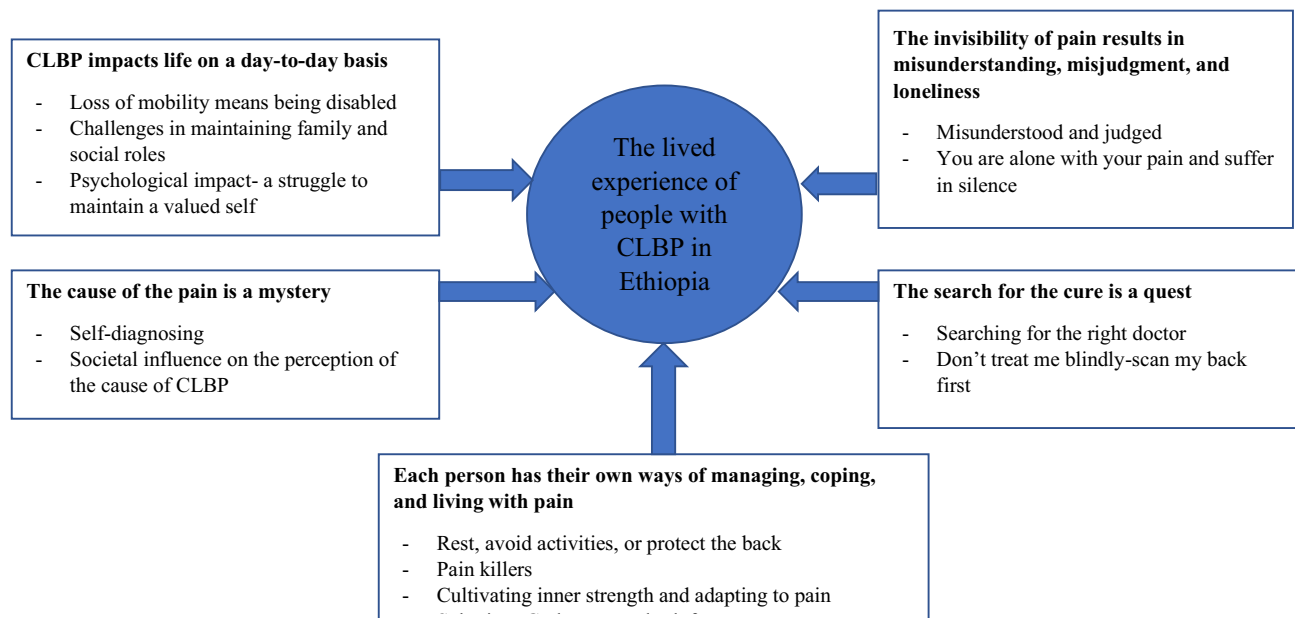 CLBP impacts life on a day-to-day basis
- Loss of mobility means being disabled
- Challenges in maintaining family and
social roles
- Psychological impact- a struggle to
maintain a valued self
The invisibility of pain results in
misunderstanding, misjudgment, and
loneliness
- Misunderstood and judged
- You are alone with your pain and suffer
in silence
The lived
experience of
people with
CLBP in
Ethiopia
The cause of the pain is a mystery
- Self-diagnosing
- Societal influence on the perception of
the cause of CLBP
The search for the cure is a quest
- Searching for the right doctor
- Don’t treat me blindly-scan my back
first
Each person has their own ways of managing, coping,
and living with pain
- Rest, avoid activities, or protect the back
- Pain killers
- Cultivating inner strength and adapting to pain